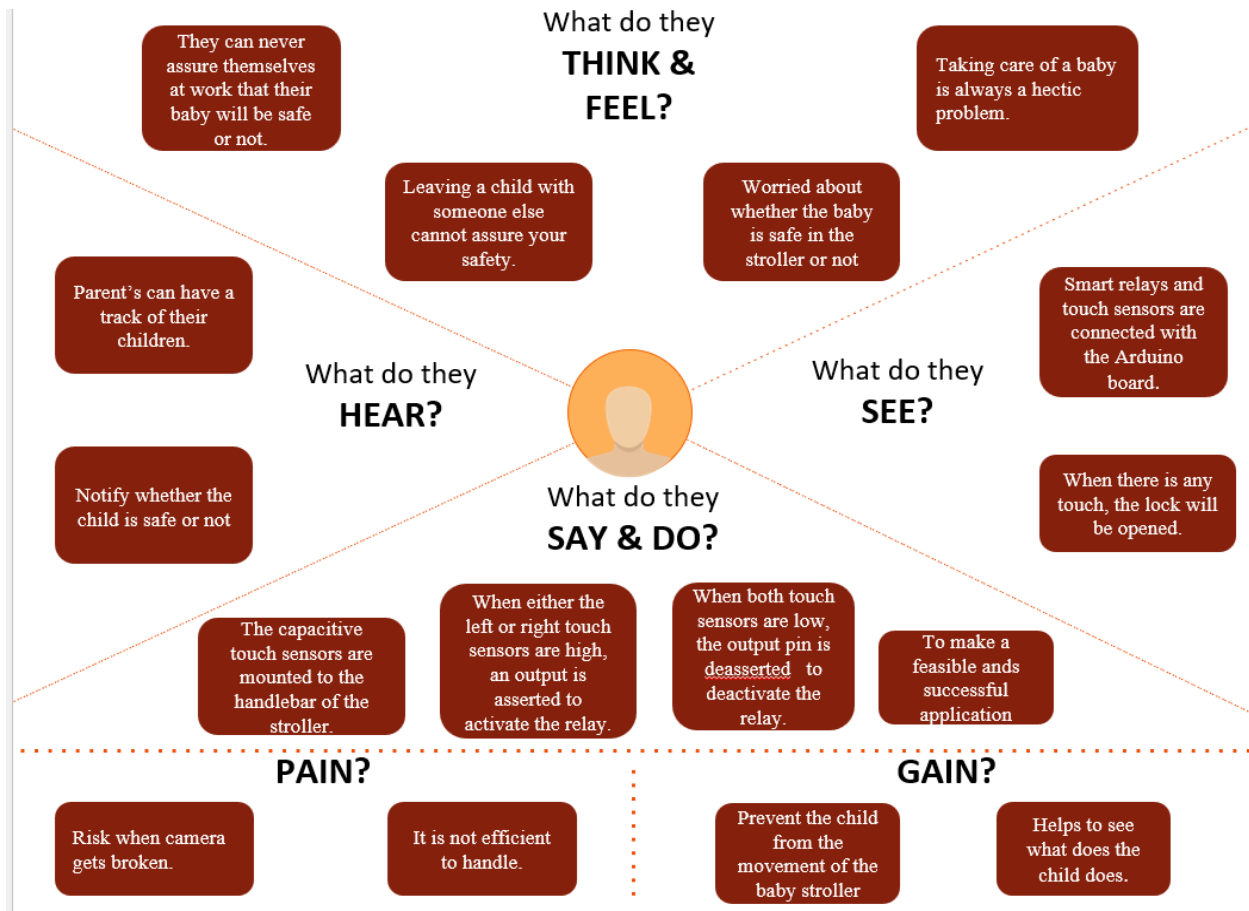 What do they
THINK &
FEEL?
They can never
assure themselves
at work that their
baby will be safe
or not.
Taking care of a baby
is always a hectic
problem.
Leaving a child with
someone else
cannot assure your
safety.
Worried about
whether the baby
is safe in the
stroller or not
Parent’s can have a
track of their
children.
What do they
HEAR?
Notify whether the
child is safe or not
What do they
SEE?
Smart relays and
touch sensors are
connected with
the Arduino
board.
When there is any
touch, the lock will
be opened.
What do they
SAY & DO?
The capacitive
touch sensors are
mounted to the
handlebar of the
stroller.
When either the
left or right touch
sensors are high,
an output is
asserted to
activate the relay.
When both touch
sensors are low,
the output pin is
deasserted to
deactivate the
relay.
To make a
feasible ands
successful
application
PAIN?
Risk when camera
gets broken.
It is not efficient
to handle.
GAIN?
Prevent the child
from the
movement of the
baby stroller
Helps to see
what does the
child does.